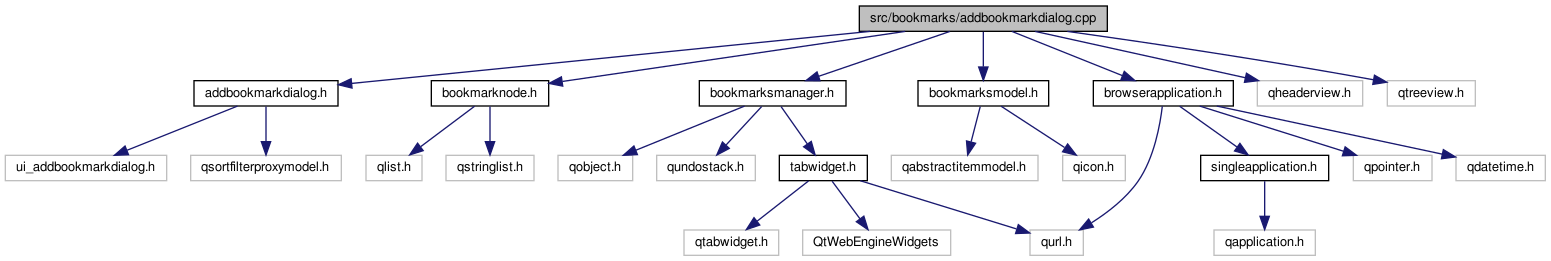 src/bookmarks/addbookmarkdialog.cpp
addbookmarkdialog.h
bookmarknode.h
bookmarksmanager.h
bookmarksmodel.h
browserapplication.h
qheaderview.h
qtreeview.h
ui_addbookmarkdialog.h
qsortfilterproxymodel.h
qlist.h
qstringlist.h
qobject.h
qundostack.h
tabwidget.h
qabstractitemmodel.h
qicon.h
singleapplication.h
qpointer.h
qdatetime.h
qtabwidget.h
QtWebEngineWidgets
qurl.h
qapplication.h